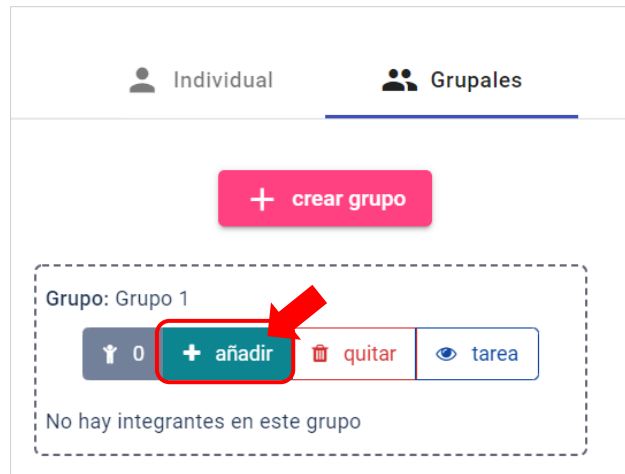 Individual Grupales
crear grupo
Grupo: Grupo 1
0 añadir quitar tarea
No hay integrantes en este grupo